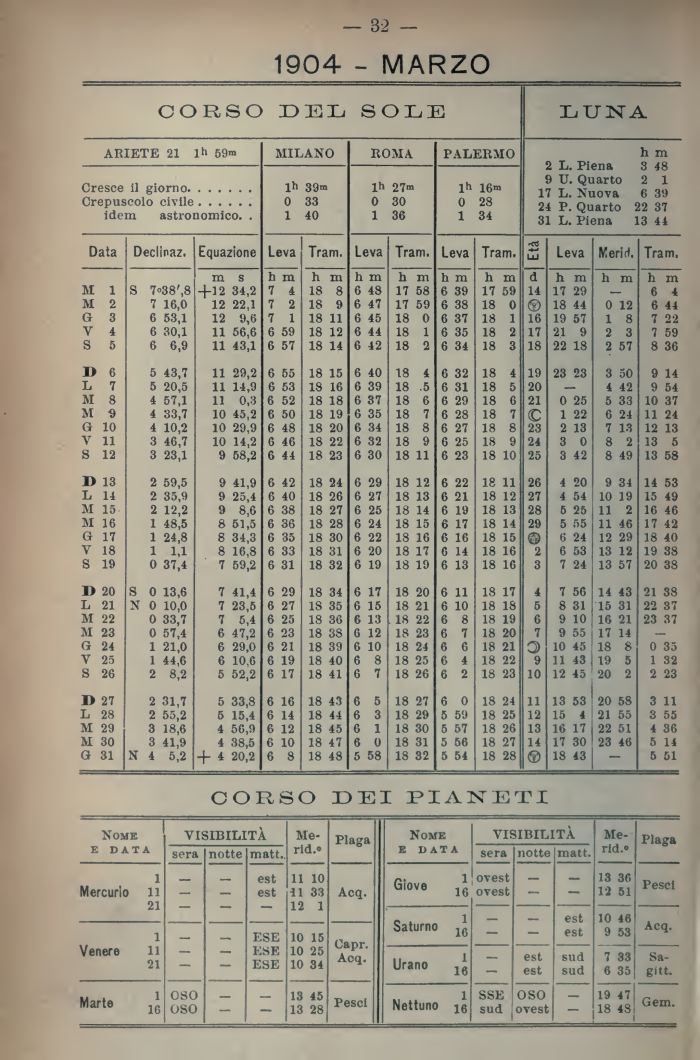 — 32 —
1904 - MARZO
CORSO DEL SOLE LUNA
ARIETE 21 1h 59m MILANO ROMA PALERMO
Cresce il giorno. . . . . . . 1h 39m 1h 27m 1h 16m
Crepuscolo civile . . . . . . 0 33 0 30 0 28
idem astronomico. . 1 40 1 36 1 34
h m
2 L. Piena 3 48
9 U. Quarto 2 1
17 L. Nuova 6 39
24 P. Quarto 22 37
31 L. Piena 13 44
Data Declinaz. Equazione Leva Tram. Leva Tram. Leva Tram. Età Leva Merid. Tram.
m s h m h m h m h m h m h m d h m h m h m
M 1 S 7°38',8 +12 34,2 7 4 18 8 6 48 17 58 6 39 17 59 14 17 29 — 6 4
M 2 7 16,0 12 22,1 7 2 18 9 6 47 17 59 6 38 18 0 18 44 0 12 6 44
G 3 6 53,1 12 9,6 7 1 18 11 6 45 18 0 6 37 18 1 16 19 57 1 8 7 22
V 4 6 30,1 11 56,6 6 59 18 12 6 44 18 1 6 35 18 2 17 21 9 2 3 7 59
S 5 6 6,9 11 43,1 6 57 18 14 6 42 18 2 6 34 18 3 18 22 18 2 57 8 36
D 6 5 43,7 11 29,2 6 55 18 15 6 40 18 4 6 32 18 4 19 23 23 3 50 9 14
L 7 5 20,5 11 14,9 6 53 18 16 6 39 18 .5 6 31 18 5 20 — 4 42 9 54
M 8 4 57,1 11 0,3 6 52 18 18 6 37 18 6 6 29 18 6 21 0 25 5 33 10 37
M 9 4 33,7 10 45,2 6 50 18 19 6 35 18 7 6 28 18 7 ☾ 1 22 6 24 11 24
G 10 4 10,2 10 29,9 6 48 18 20 6 34 18 8 6 27 18 8 23 2 13 7 13 12 13
V 11 3 46,7 10 14,2 6 46 18 22 6 32 18 9 6 25 18 9 24 3 0 8 2 13 5
S 12 3 23,1 9 58,2 6 44 18 23 6 30 18 11 6 23 18 10 25 3 42 8 49 13 58
D 13 2 59,5 9 41,9 6 42 18 24 6 29 18 12 6 22 18 11 26 4 20 9 34 14 53
L 14 2 35,9 9 25,4 6 40 18 26 6 27 18 13 6 21 18 12 27 4 54 10 19 15 49
M 15 2 12,2 9 8,6 6 38 18 27 6 25 18 14 6 19 18 13 28 5 25 11 2 16 46
M 16 1 48,5 8 51,5 6 36 18 28 6 24 18 15 6 17 18 14 29 5 55 11 46 17 42
G 17 1 24,8 8 34,3 6 35 18 30 6 22 18 16 6 16 18 15 6 24 12 29 18 40
V 18 1 1,1 8 16,8 6 33 18 31 6 20 18 17 6 14 18 16 2 6 53 13 12 19 38
S 19 0 37,4 7 59,2 6 31 18 32 6 19 18 19 6 13 18 16 3 7 24 13 57 20 38
D 20 S 0 13,6 7 41,4 6 29 18 34 6 17 18 20 6 11 18 17 4 7 56 14 43 21 38
L 21 N 0 10,0 7 23,5 6 27 18 35 6 15 18 21 6 10 18 18 5 8 31 15 31 22 37
M 22 0 33,7 7 5,4 6 25 18 36 6 13 18 22 6 8 18 19 6 9 10 16 21 23 37
M 23 0 57,4 6 47,2 6 23 18 38 6 12 18 23 6 7 18 20 7 9 55 17 14 —
G 24 1 21,0 6 29,0 6 21 18 39 6 10 18 24 6 6 18 21 ☽ 10 45 18 8 0 35
V 25 1 44,6 6 10,6 6 19 18 40 6 8 18 25 6 4 18 22 9 11 43 19 5 1 32
S 26 2 8,2 5 52,2 6 17 18 41 6 7 18 26 6 2 18 23 10 12 45 20 2 2 23
D 27 2 31,7 5 33,8 6 16 18 43 6 5 18 27 6 0 18 24 11 13 53 20 58 3 11
L 28 2 55,2 5 15,4 6 14 18 44 6 3 18 29 5 59 18 25 12 15 4 21 55 3 55
M 29 3 18,6 4 56,9 6 12 18 45 6 1 18 30 5 57 18 26 13 16 17 22 51 4 36
M 30 3 41,9 4 38,5 6 10 18 47 6 0 18 31 5 56 18 27 14 17 30 23 46 5 14
G 31 N 4 5,2 + 4 20,2 6 8 18 48 5 58 18 32 5 54 18 28 18 43 — 5 51
CORSO DEI PIANETI
NOME E DATA VISIBILITÀ sera notte matt. Me-rid.º Plaga
Mercurio 1 — — est 11 10 Acq.
11 — — est 11 33
21 — — — 12 1
Venere 1 — — ESE 10 15 Capr. Acq.
11 — — ESE 10 25
21 — — ESE 10 34
Marte 1 OSO — — 13 45 Pesci
16 OSO — — 13 28
NOME E DATA VISIBILITÀ sera notte matt. Me-rid.º Plaga
Giove 1 ovest — — 13 36 Pesci
16 ovest — — 12 51
Saturno 1 — — est 10 46 Acq.
16 — — est 9 53
Urano 1 — est sud 7 33 Sa-gitt.
16 — est sud 6 35
Nettuno 1 SSE OSO — 19 47 Gem.
16 sud ovest — 18 48